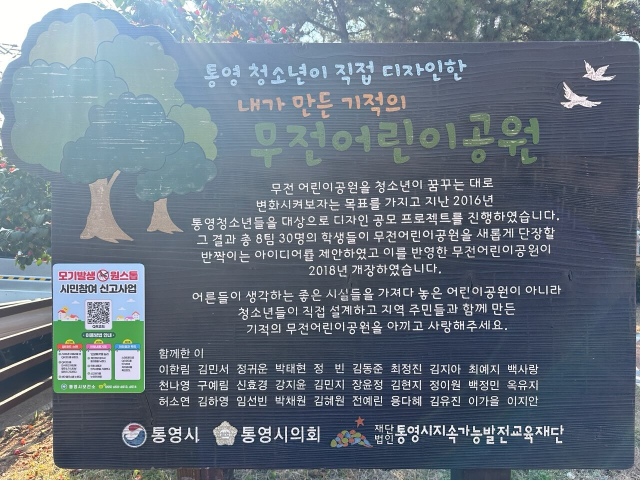 통영 청소년이 직접 디자인한
내가 만든 기적의
무전어린이공원
무전 어린이공원을 청소년이 꿈꾸는 대로
변화시켜보자는 목표를 가지고 지난 2016년
통영청소년들을 대상으로 디자인 공모 프로젝트를 진행하였습니다.
그 결과 총 8팀 30명의 학생들이 무전어린이공원을 새롭게 단장할
반짝이는 아이디어를 제안하였고 이를 반영한 무전어린이공원이
2018년 개장하였습니다.
어른들이 생각하는 좋은 시설들을 가져다 놓은 어린이공원이 아니라
청소년들이 직접 설계하고 지역 주민들과 함께 만든
기적의 무전어린이공원을 아끼고 사랑해주세요.
함께한 이
이한림 김민서 정귀운 박태현 정 빈 김동준 최정진 김지아 최예지 백사랑
천나영 구예림 신효경 강지윤 김민지 장윤정 김현지 정이원 백정민 옥유지
허소연 김하영 임선빈 박채원 김혜원 전예린 용다혜 김유진 이가을 이지안
통영시 통영시의회 재단법인 통영시지속가능발전교육재단
모기발생 원스톱
시민참여 신고사업
QR코드
이용방법 안내
통영시보건소